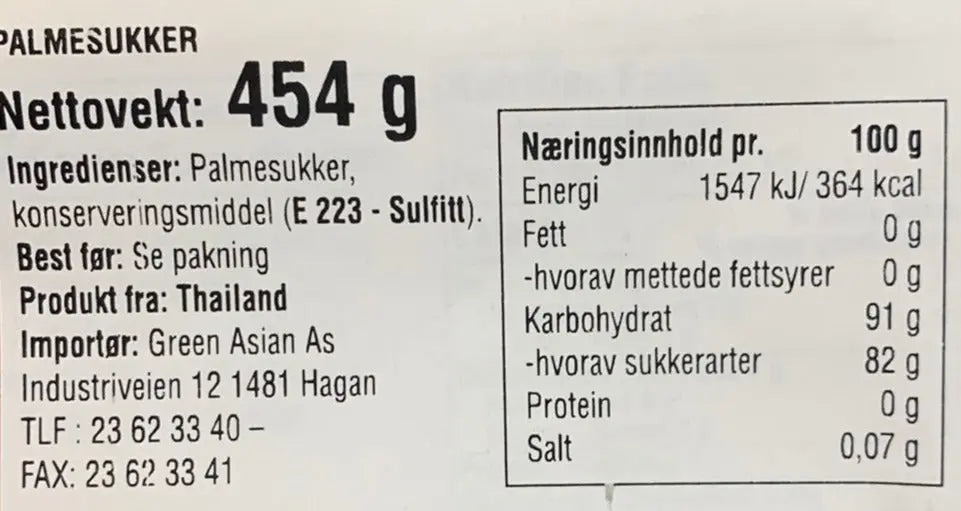 PALMESUKKER
Nettovekt: 454 g
Ingredienser: Palmesukker,
konserveringsmiddel (E 223 - Sulfitt).
Best før: Se pakning
Produkt fra: Thailand
Importør: Green Asian As
Industriveien 12 1481 Hagan
TLF : 23 62 33 40 –
FAX: 23 62 33 41
Næringsinnhold pr. 100 g
Energi 1547 kJ/ 364 kcal
Fett 0 g
-hvorav mettede fettsyrer 0 g
Karbohydrat 91 g
-hvorav sukkerarter 82 g
Protein 0 g
Salt 0,07 g